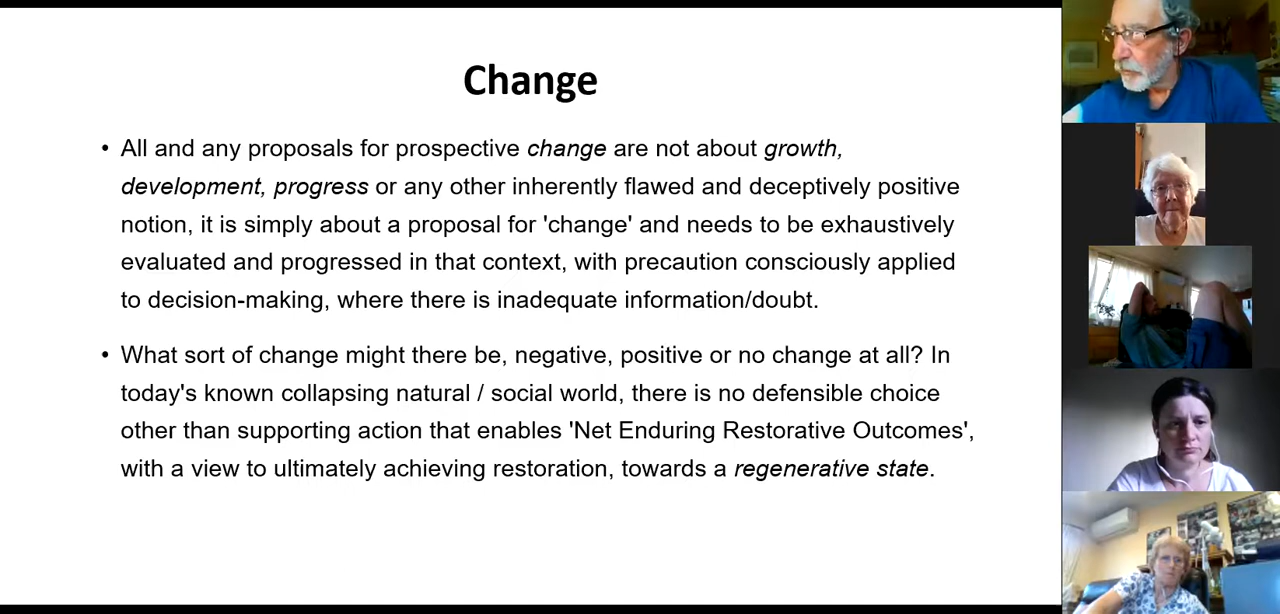 Change
• All and any proposals for prospective change are not about growth,
development, progress or any other inherently flawed and deceptively positive
notion, it is simply about a proposal for 'change' and needs to be exhaustively
evaluated and progressed in that context, with precaution consciously applied
to decision-making, where there is inadequate information/doubt.
• What sort of change might there be, negative, positive or no change at all? In
today's known collapsing natural / social world, there is no defensible choice
other than supporting action that enables 'Net Enduring Restorative Outcomes',
with a view to ultimately achieving restoration, towards a regenerative state.